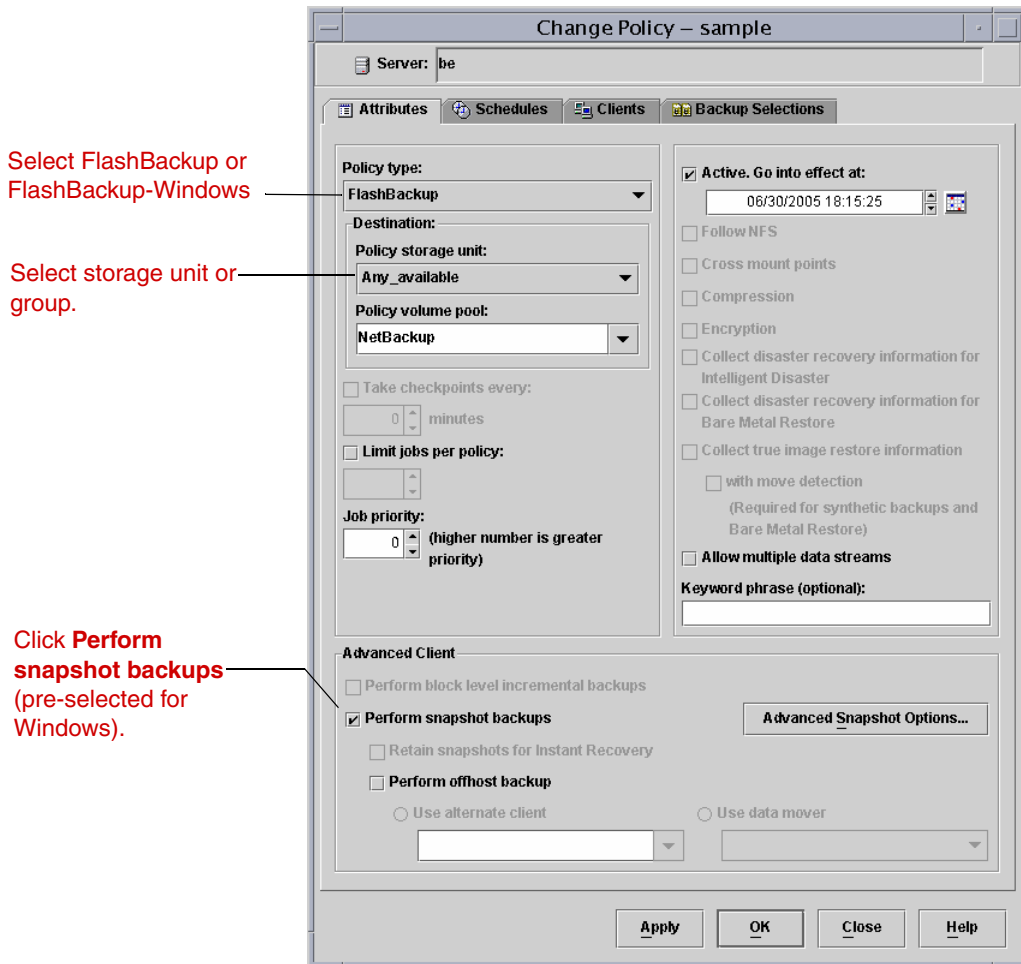 Change Policy – sample
Server: be
Attributes
Schedules
Clients
Backup Selections
Select FlashBackup or
FlashBackup-Windows
Policy type:
FlashBackup
Destination:
Select storage unit or
group.
Policy storage unit:
Any_available
Policy volume pool:
NetBackup
Take checkpoints every:
0 minutes
Limit jobs per policy:
Job priority:
0 (higher number is greater
priority)
Active. Go into effect at:
06/30/2005 18:15:25
Follow NFS
Cross mount points
Compression
Encryption
Collect disaster recovery information for
Intelligent Disaster
Collect disaster recovery information for
Bare Metal Restore
Collect true image restore information
with move detection
(Required for synthetic backups and
Bare Metal Restore)
Allow multiple data streams
Keyword phrase (optional):
Click Perform
snapshot backups
(pre-selected for
Windows).
Advanced Client
Perform block level incremental backups
Perform snapshot backups
Advanced Snapshot Options...
Retain snapshots for Instant Recovery
Perform offhost backup
Use alternate client
Use data mover
Apply
OK
Close
Help